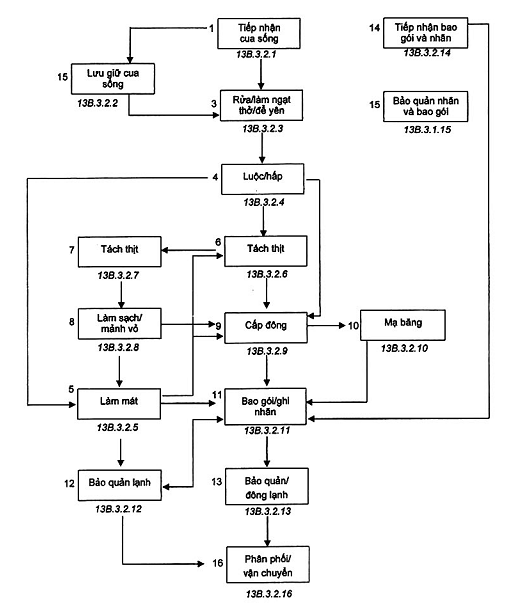 1
Tiếp nhận
cua sống
13B.3.2.1
14
Tiếp nhận bao
gói và nhãn
13B.3.2.14
15
Lưu giữ cua
sống
13B.3.2.2
3
Rửa/làm ngạt
thở/để yên
13B.3.2.3
15
Bảo quản nhãn
và bao gói
13B.3.1.15
4
Luộc/hấp
13B.3.2.4
7
Tách thịt
13B.3.2.7
6
Tách thịt
13B.3.2.6
8
Làm sạch/
mảnh vỏ
13B.3.2.8
9
Cấp đông
13B.3.2.9
10
Mạ băng
13B.3.2.10
5
Làm mát
13B.3.2.5
11
Bao gói/ghi
nhãn
13B.3.2.11
12
Bảo quản lạnh
13B.3.2.12
13
Bảo quản/
đông lạnh
13B.3.2.13
16
Phân phối/
vận chuyển
13B.3.2.16